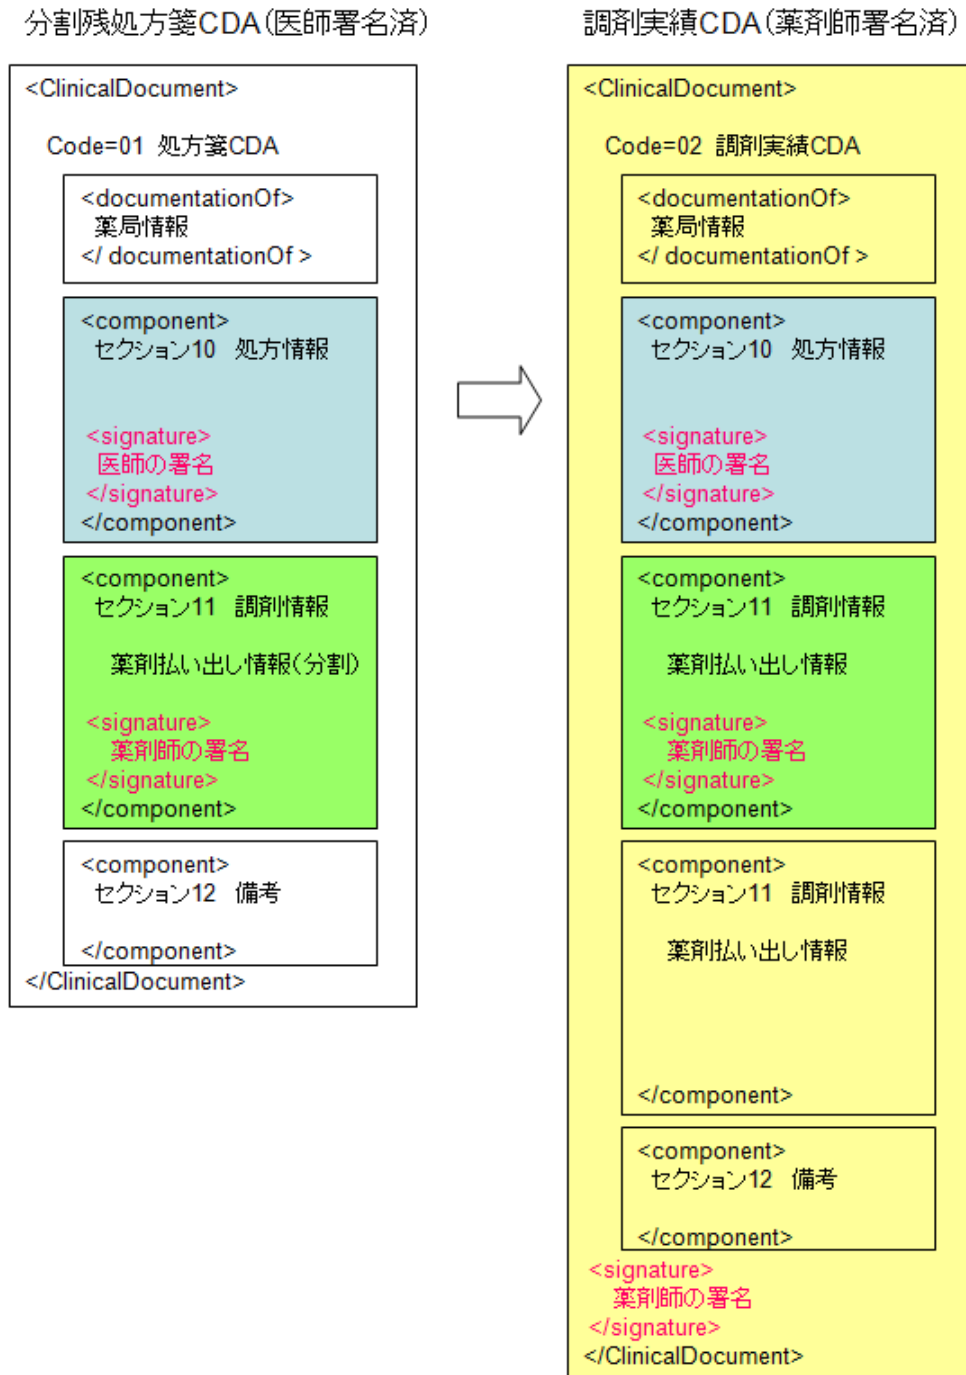 分割残処方箋CDA(医師署名済)
<ClinicalDocument>
Code=01 処方箋CDA
<documentationOf>
薬局情報
</ documentationOf >
<component>
セクション10 処方情報
<signature>
医師の署名
</signature>
</component>
<component>
セクション11 調剤情報
薬剤払い出し情報(分割)
<signature>
薬剤師の署名
</signature>
</component>
<component>
セクション12 備考
</component>
</ClinicalDocument>
調剤実績CDA(薬剤師署名済)
<ClinicalDocument>
Code=02 調剤実績CDA
<documentationOf>
薬局情報
</ documentationOf >
<component>
セクション10 処方情報
<signature>
医師の署名
</signature>
</component>
<component>
セクション11 調剤情報
薬剤払い出し情報
<signature>
薬剤師の署名
</signature>
</component>
<component>
セクション11 調剤情報
薬剤払い出し情報
</component>
<component>
セクション12 備考
</component>
<signature>
薬剤師の署名
</signature>
</ClinicalDocument>